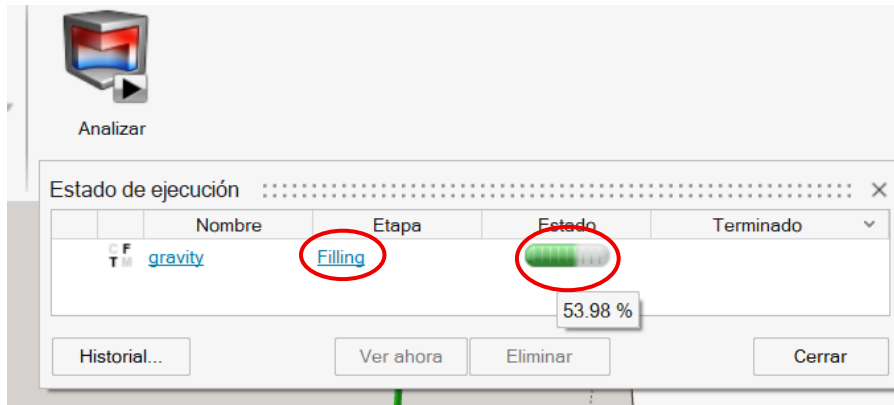 Analizar
Estado de ejecución
Nombre Etapa Estado Terminado
C F
T M gravity Filling
53.98 %
Historial... Ver ahora Eliminar Cerrar